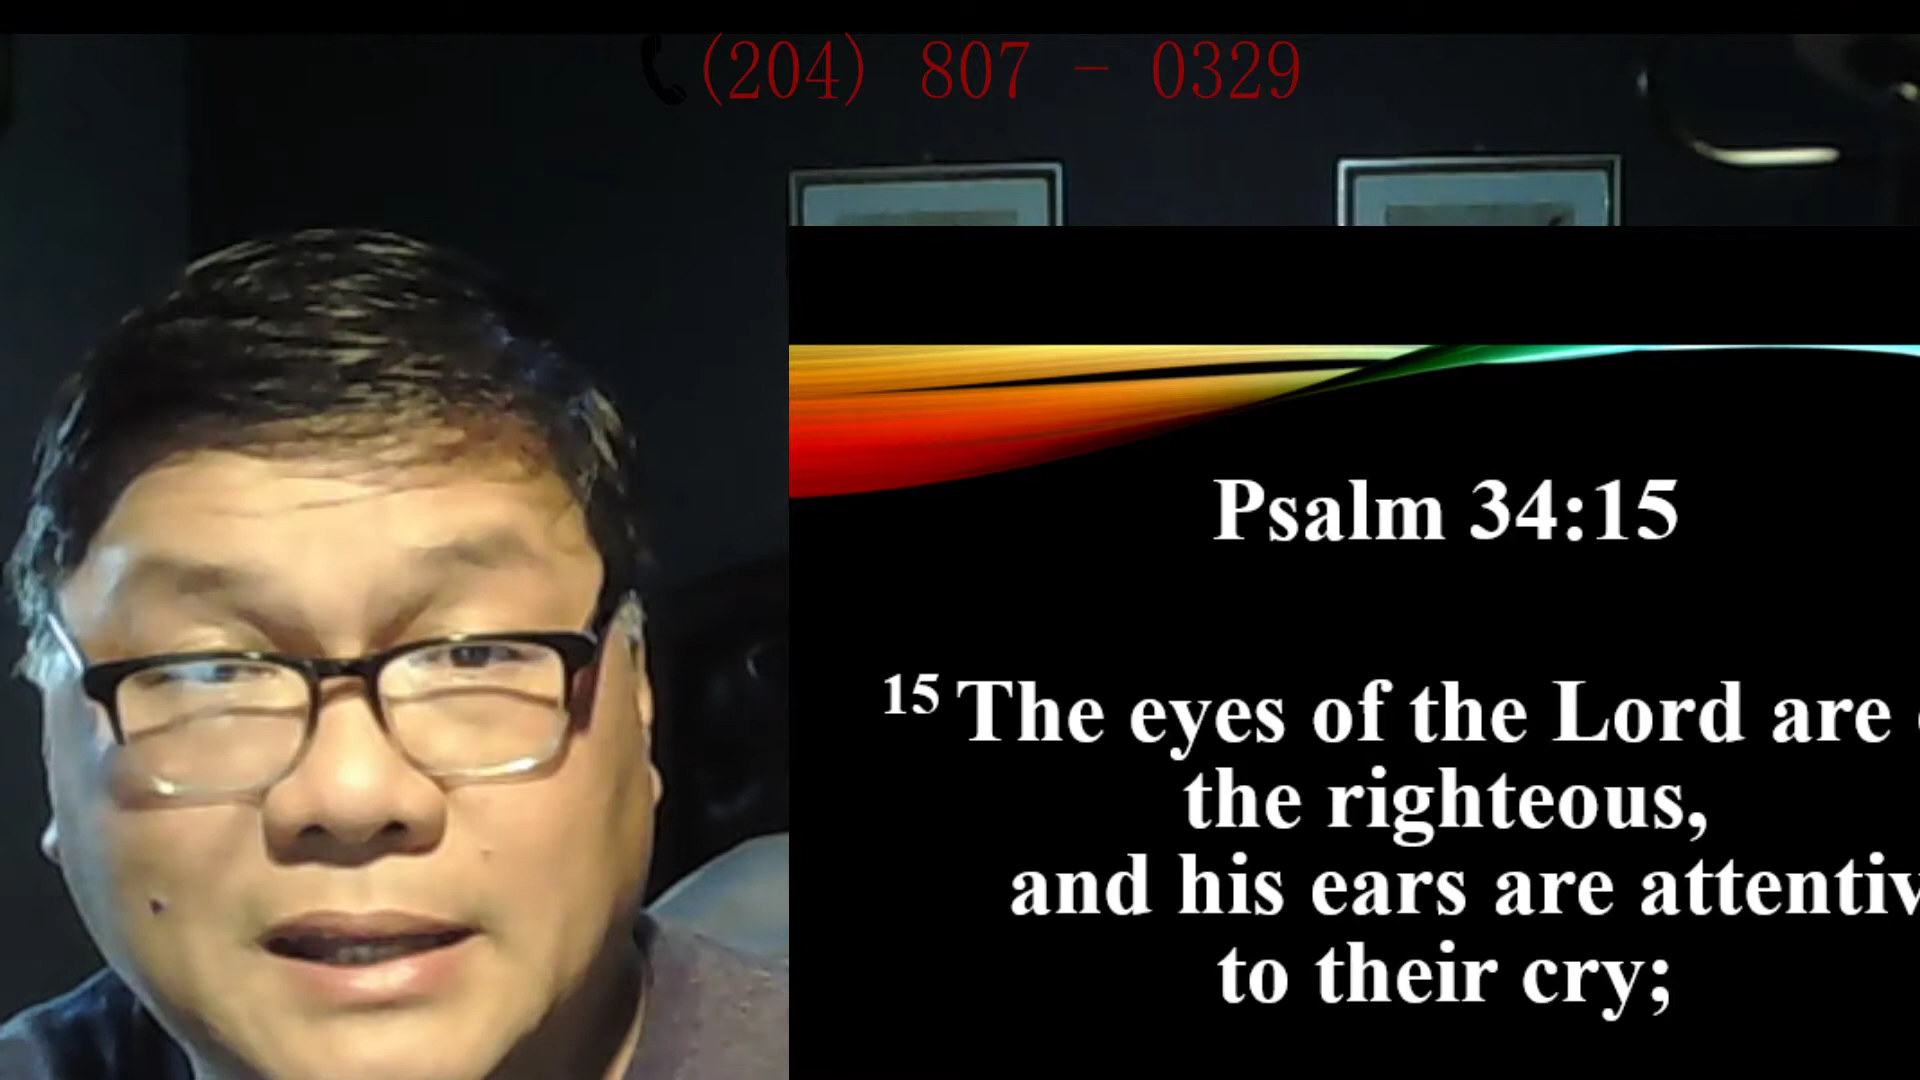 (204) 807 - 0329
Psalm 34:15
15 The eyes of the Lord are
the righteous,
and his ears are attentiv
to their cry;